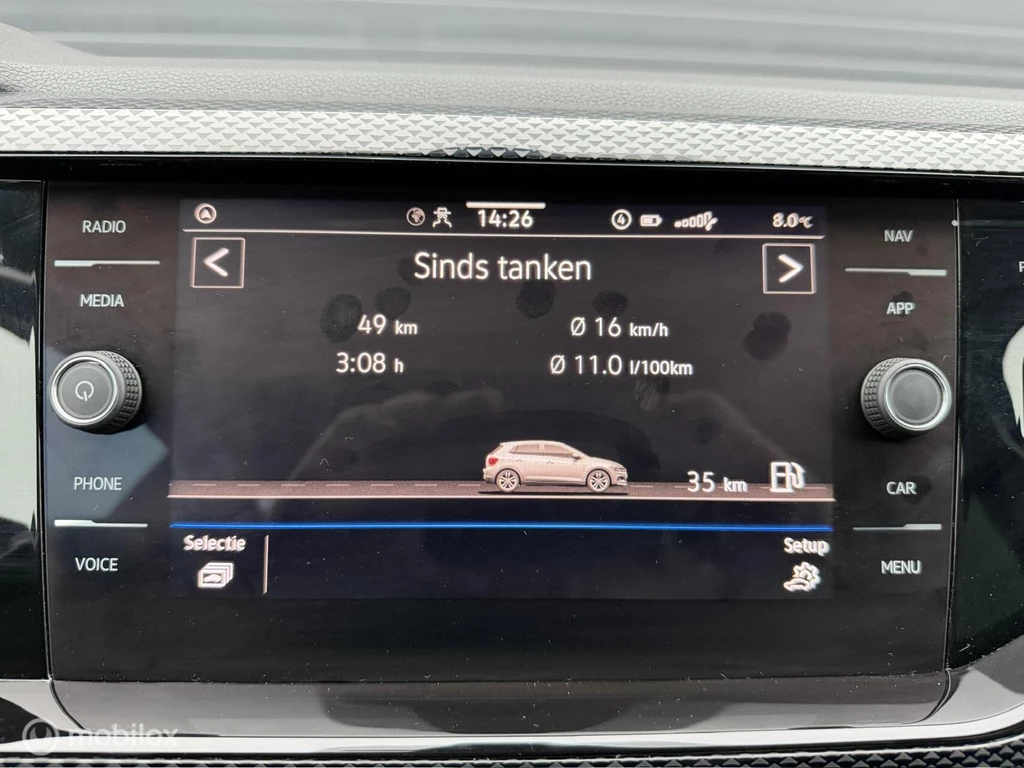 RADIO
MEDIA
PHONE
VOICE
14:26
4
8.0°C
<
Sinds tanken
>
49 km
Ø 16 km/h
3:08 h
Ø 11.0 l/100km
35 km
Selectie
Setup
NAV
APP
CAR
MENU
P
mobilox